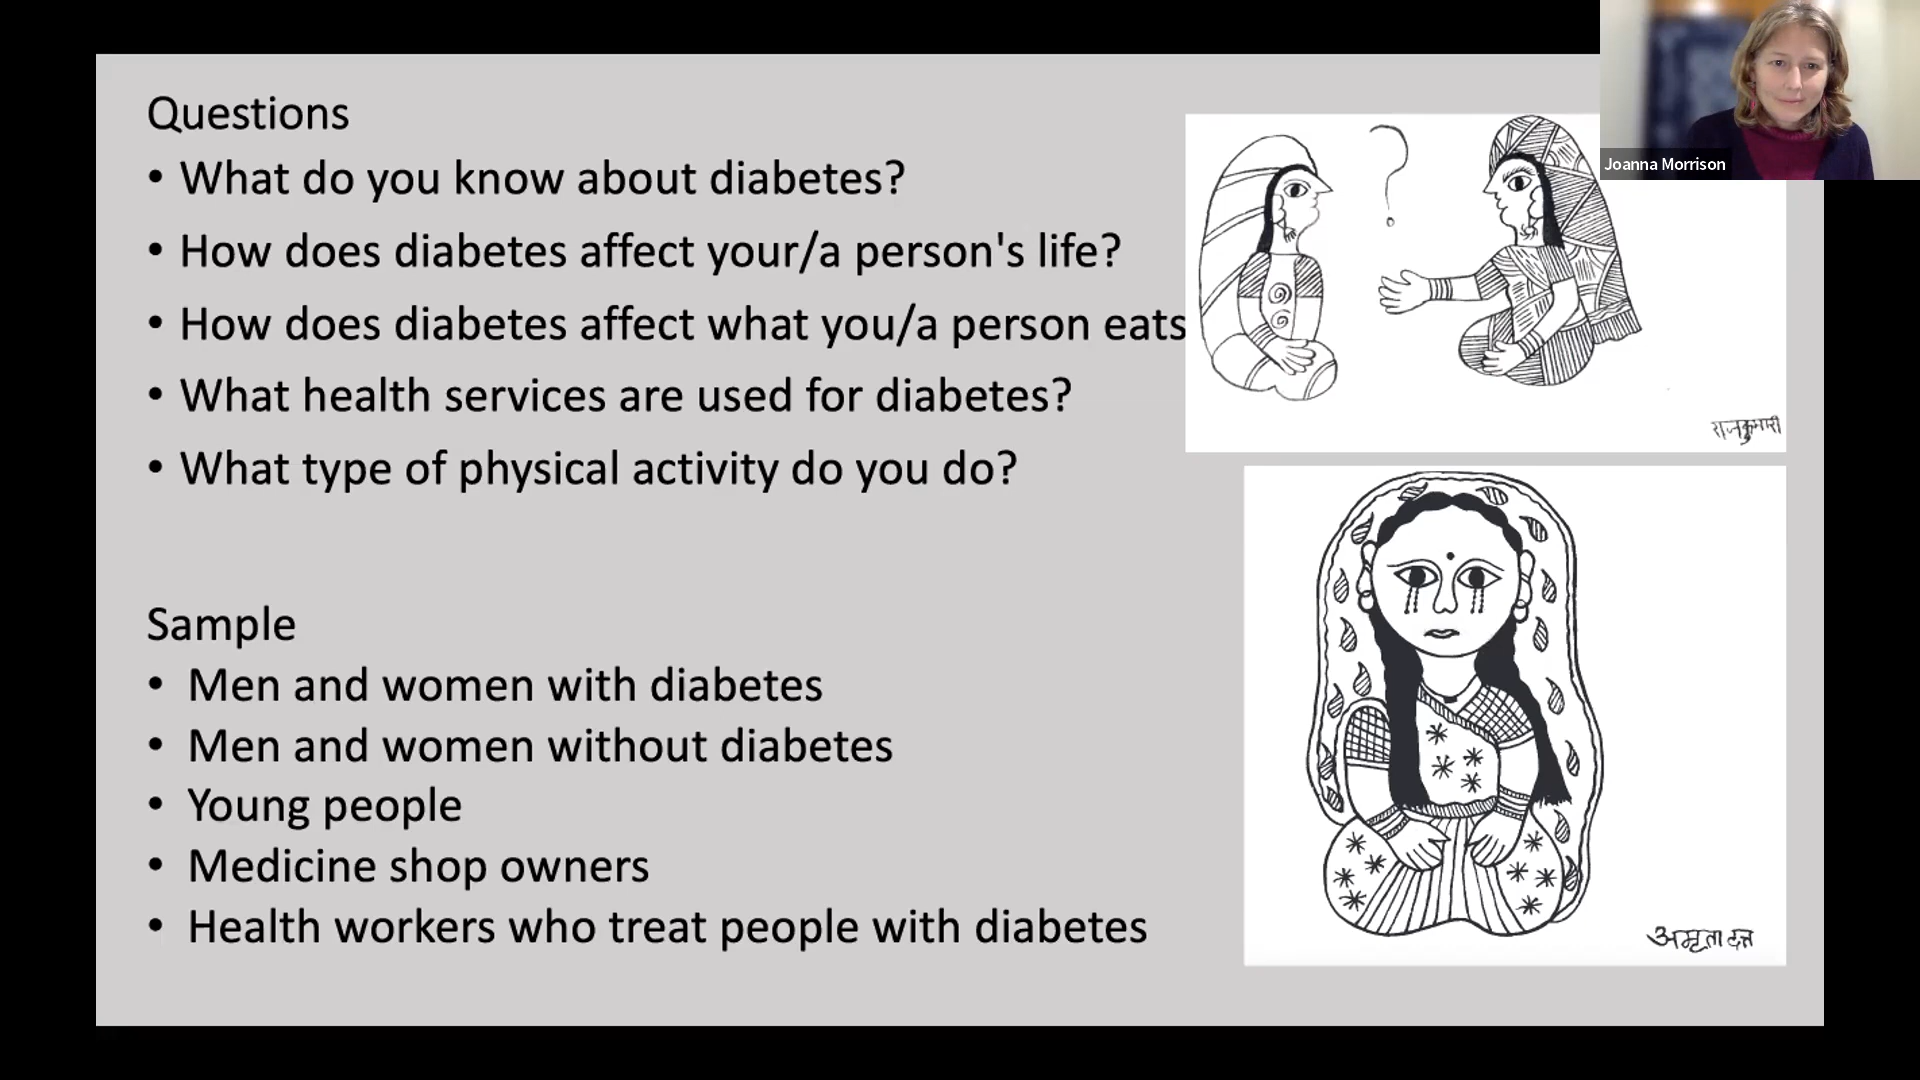 Questions
• What do you know about diabetes?
• How does diabetes affect your/a person's life?
• How does diabetes affect what you/a person eats
• What health services are used for diabetes?
• What type of physical activity do you do?
Sample
• Men and women with diabetes
• Men and women without diabetes
• Young people
• Medicine shop owners
• Health workers who treat people with diabetes
Joanna Morrison
?
राजकुमारी
अमृता दत्त